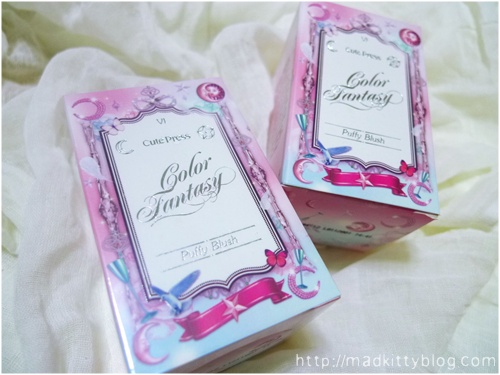 Cute Press
Color
Fantasy
Puffy Blush
Cute Press
Color
Fantasy
Puffy Blush
http://madkittyblog.com